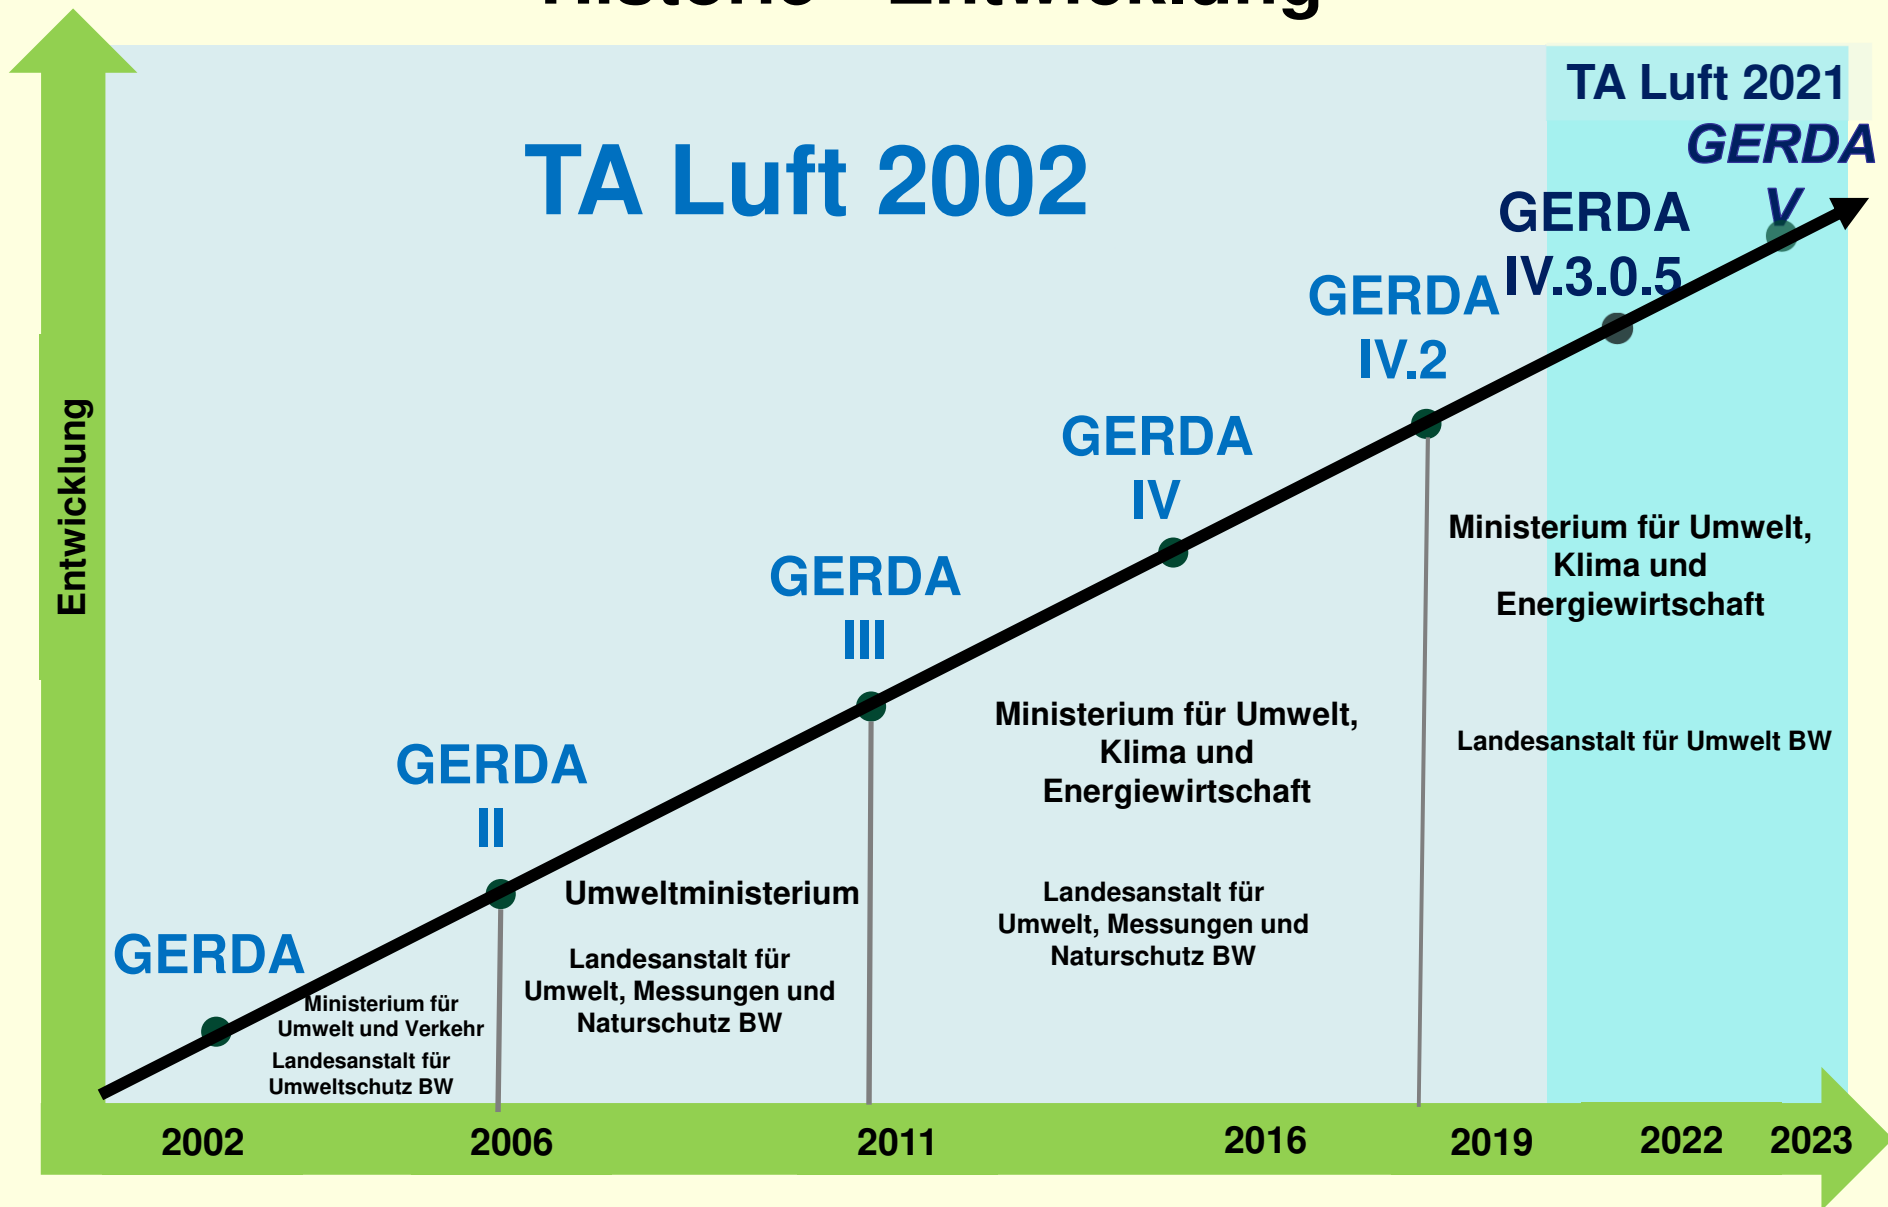 Historie - Entwicklung
TA Luft 2021
TA Luft 2002
GERDA
V
GERDA
IV.3.0.5
GERDA
IV.2
GERDA
IV
GERDA
III
GERDA
II
GERDA
Entwicklung
Ministerium für
Umwelt und Verkehr
Landesanstalt für
Umweltschutz BW
Umweltministerium
Landesanstalt für
Umwelt, Messungen und
Naturschutz BW
Ministerium für Umwelt,
Klima und
Energiewirtschaft
Landesanstalt für
Umwelt, Messungen und
Naturschutz BW
Ministerium für Umwelt,
Klima und
Energiewirtschaft
Landesanstalt für Umwelt BW
2002 2006 2011 2016 2019 2022 2023